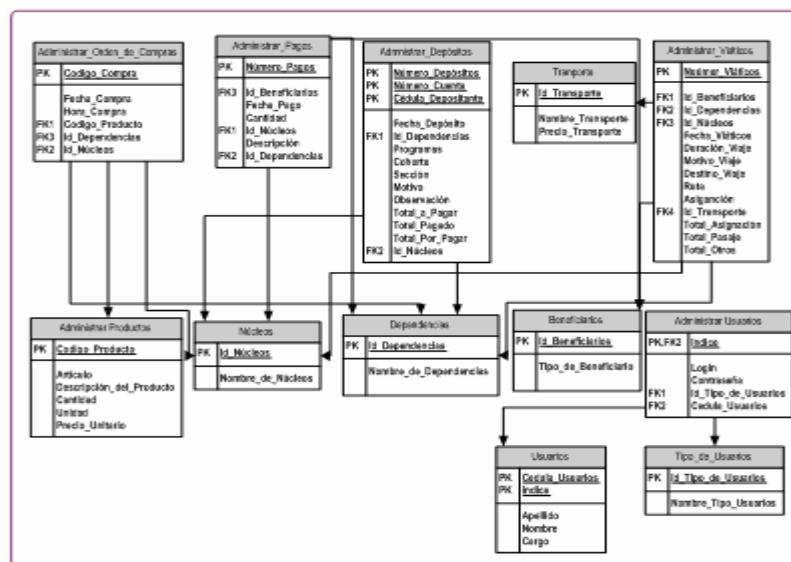 Administrar_Orden_de_Compras
PK Codigo_Compra
Fecha_Compra
Hora_Compra
FK1 Codigo_Producto
FK3 Id_Dependencias
FK2 Id_Núcleos
Administrar_Pagos
PK Número_Pagos
FK3 Id_Beneficiarios
Fecha_Pago
Cantidad
FK1 Id_Núcleos
Descripción
FK2 Id_Dependencias
Administrar_Depósitos
PK Número_Depósitos
PK Número_Cuenta
PK Cédula_Depositante
Fecha_Depósito
FK1 Id_Dependencias
Programas
Cohorte
Sección
Motivo
Observación
Total_a_Pagar
Total_Pagado
Total_Por_Pagar
FK2 Id_Núcleos
Tranporte
PK Id_Transporte
Nombre_Transporte
Precio_Transporte
Administrar_Viáticos
PK
FK1 Id_Beneficiarios
FK2 Id_Dependencias
FK3 Id_Núcleos
Fecha_Viáticos
Duración_Viaje
Motivo_Viaje
Destino_Viaje
Ruta
Asiganción
FK4 Id_Transporte
Total_Asignación
Total_Pasaje
Total_Otros
Administrar Productos
PK Codigo_Producto
Articulo
Descripción_del_Producto
Cantidad
Unidad
Precio_Unitario
Núcleos
PK Id_Núcleos
Nombre_de_Núcleos
Dependencias
PK Id_Dependencias
Nombre_de_Dependencias
Beneficiarios
PK Id_Beneficiarios
Tipo_de_Beneficiario
Administrar Usuarios
PK,FK2 Indice
Login
Contraseña
FK1 Id_Tipo_de_Usuarios
FK2 Cedula_Usuarios
Usuarios
PK Cedula_Usuarios
PK Indice
Apellido
Nombre
Cargo
Tipo_de_Usuarios
PK Id_Tipo_de_Usuarios
Nombre_Tipo_Usuarios